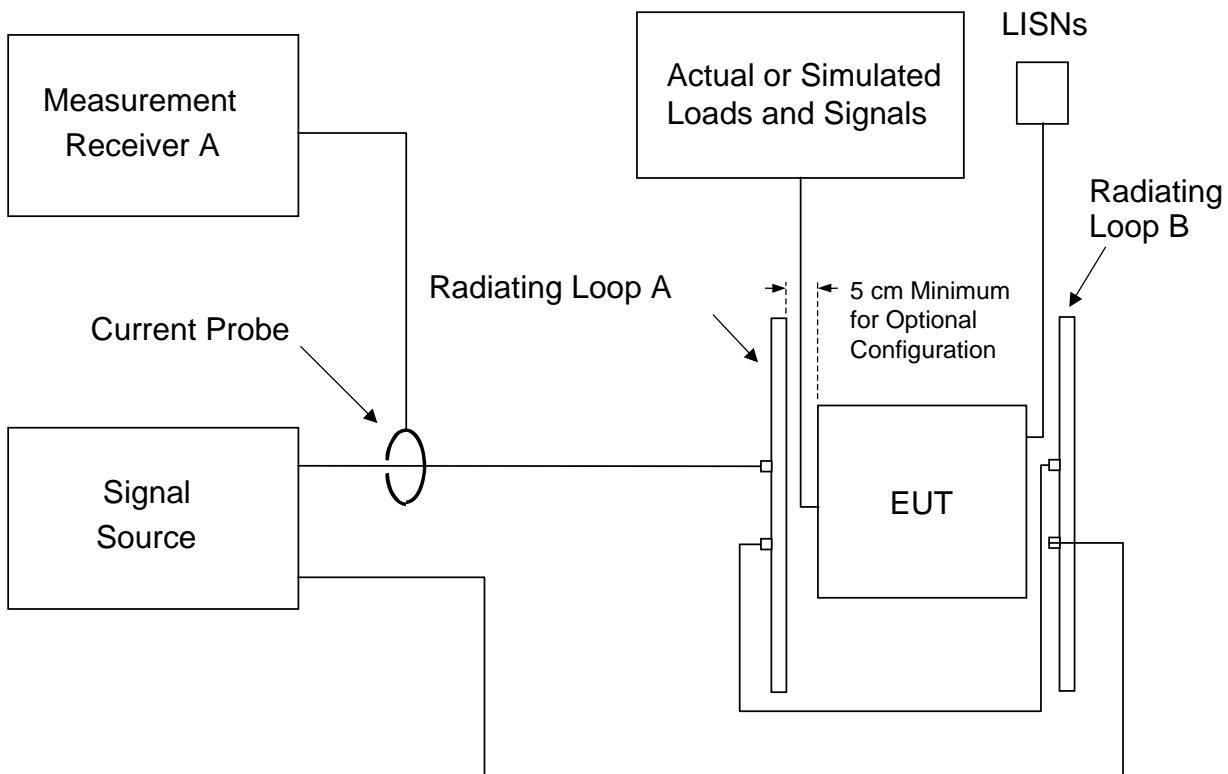 LISNs
Measurement
Receiver A
Actual or Simulated
Loads and Signals
Radiating
Loop B
Radiating Loop A
5 cm Minimum
for Optional
Configuration
Current Probe
Signal
Source
EUT